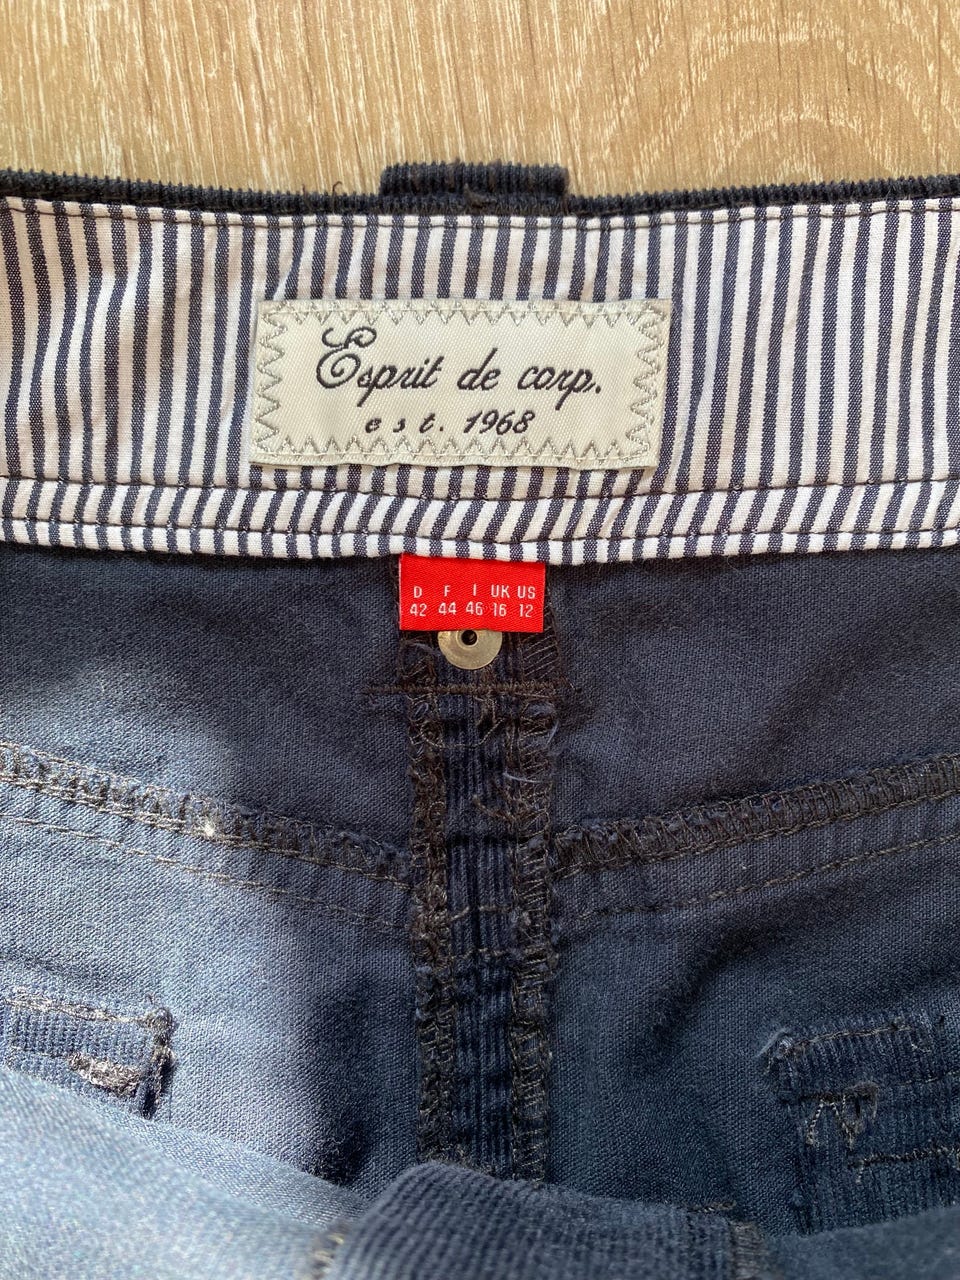 Esprit de corp.
est. 1968
D F I UK US
42 44 46 16 12